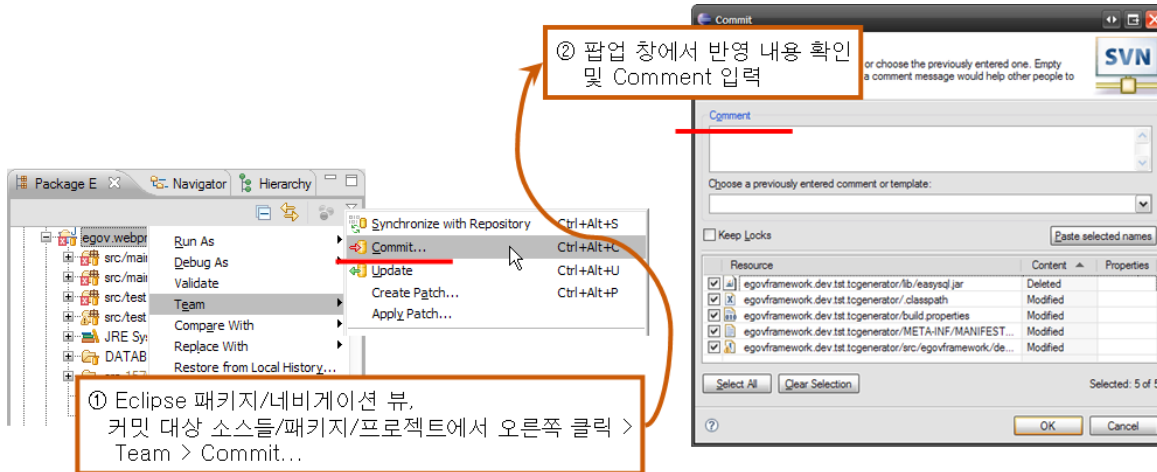 Commit
② 팝업 창에서 반영 내용 확인
및 Comment 입력
or choose the previously entered one. Empty
a comment message would help other people to
SVN
Comment
Choose a previously entered comment or template:
Keep Locks
Paste selected names
Resource Content Properties
egovframework.dev.tst.tcgenerator/lib/easysql.jar Deleted
egovframework.dev.tst.tcgenerator/.classpath Modified
egovframework.dev.tst.tcgenerator/build.properties Modified
egovframework.dev.tst.tcgenerator/META-INF/MANIFEST... Modified
egovframework.dev.tst.tcgenerator/src/egovframework/de... Modified
Select All Clear Selection Selected: 5 of 5
OK Cancel
Package E Navigator Hierarchy
egov.webpr
src/mai
src/mai
src/test
src/test
JRE Sy
DATAB
Run As
Debug As
Validate
Team
Compare With
Replace With
Restore from Local History...
Synchronize with Repository Ctrl+Alt+S
Commit... Ctrl+Alt+C
Update Ctrl+Alt+U
Create Patch... Ctrl+Alt+P
Apply Patch...
① Eclipse 패키지/네비게이션 뷰,
커밋 대상 소스들/패키지/프로젝트에서 오른쪽 클릭 >
Team > Commit...